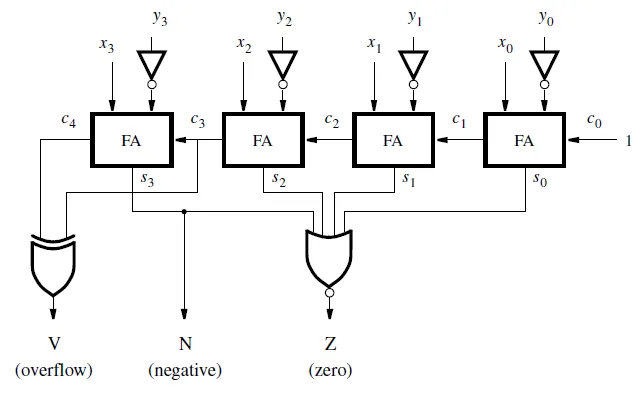 y3 y2 y1 y0
x3 x2 x1 x0
c4 c3 c2 c1 c0
FA FA FA FA 1
s3 s2 s1 s0
V N Z
(overflow) (negative) (zero)